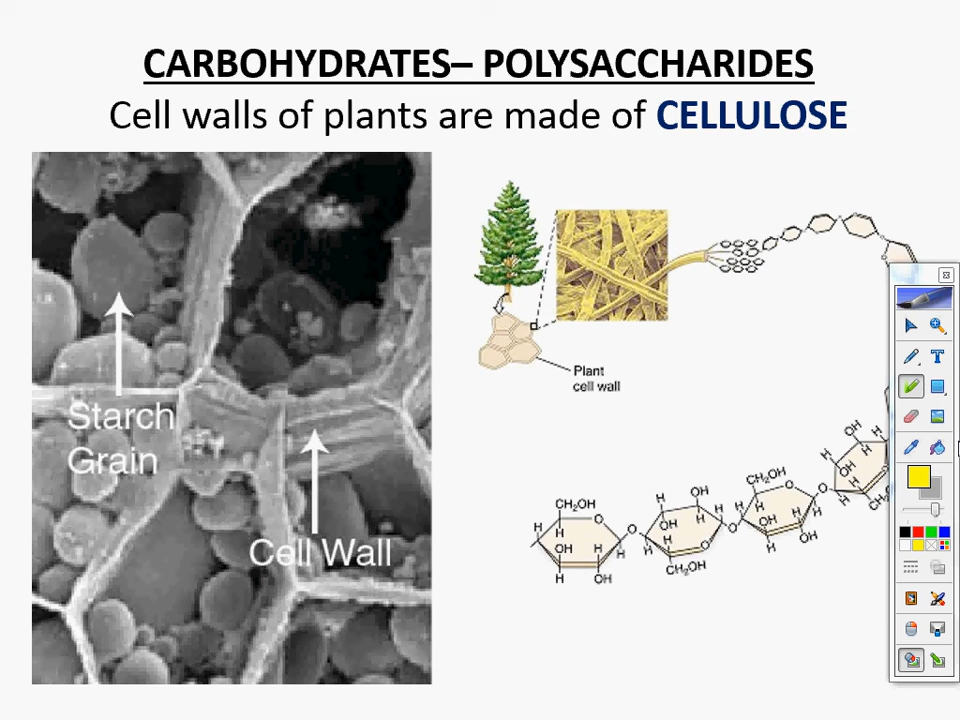 CARBOHYDRATES– POLYSACCHARIDES
Cell walls of plants are made of CELLULOSE
Starch
Grain
Cell Wall
Plant
cell wall
CH₂OH
O
H
H
OH
H
H
OH
O
H
OH
H
OH
H
H
O
CH₂OH
O
CH₂OH
H
O
H
OH
H
H
OH
O
H
OH
H
OH
H
T